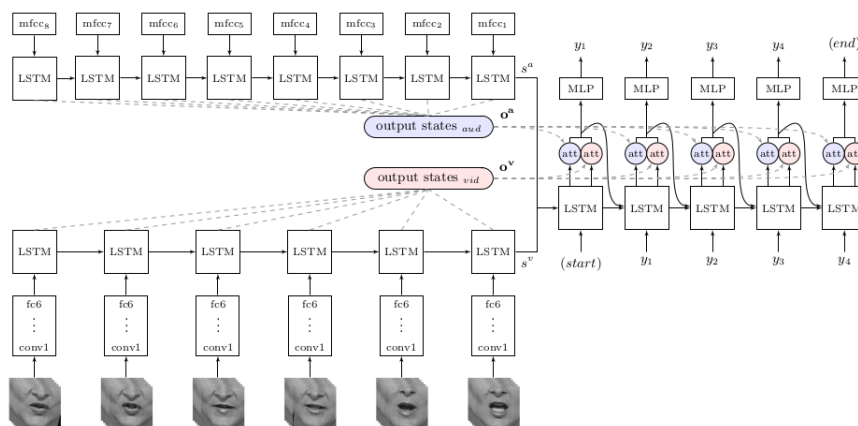 mfcc8 mfcc7 mfcc6 mfcc5 mfcc4 mfcc3 mfcc2 mfcc1
y1 y2 y3 y4 (end)
LSTM LSTM LSTM LSTM LSTM LSTM LSTM LSTM
s^a
MLP MLP MLP MLP MLP
output states aud
o^a
att att att att att att att att att att
output states vid
o^v
LSTM LSTM LSTM LSTM LSTM
LSTM LSTM LSTM LSTM LSTM LSTM
s^v
(start) y1 y2 y3 y4
fc6 fc6 fc6 fc6 fc6 fc6
⋮ ⋮ ⋮ ⋮ ⋮ ⋮
conv1 conv1 conv1 conv1 conv1 conv1